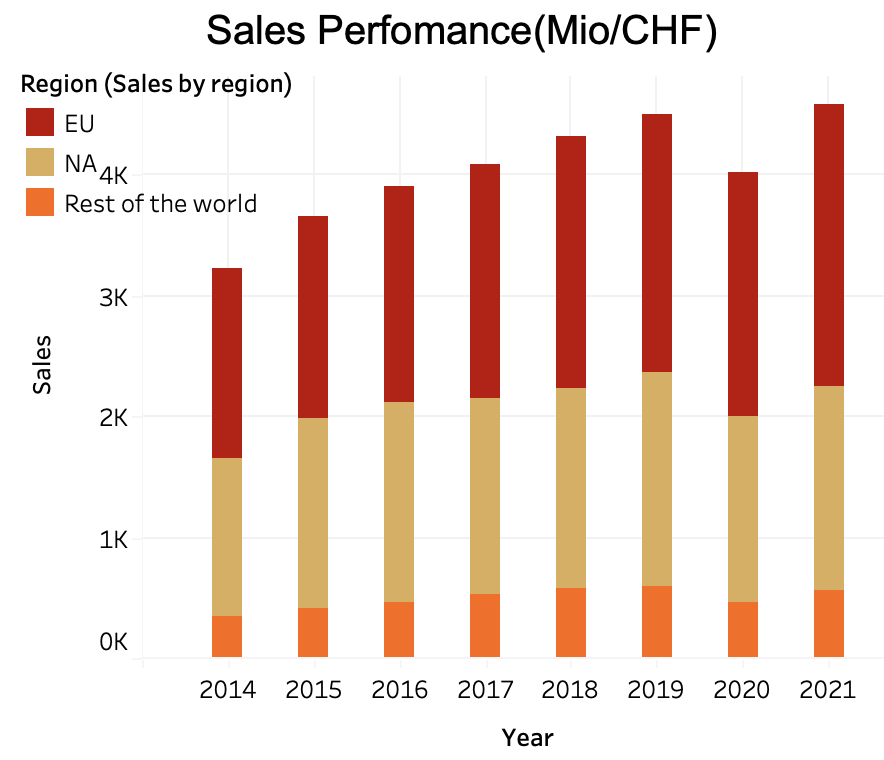 Sales Perfomance(Mio/CHF)
Region (Sales by region)
EU
NA
Rest of the world
4K
3K
2K
1K
0K
Sales
2014 2015 2016 2017 2018 2019 2020 2021
Year